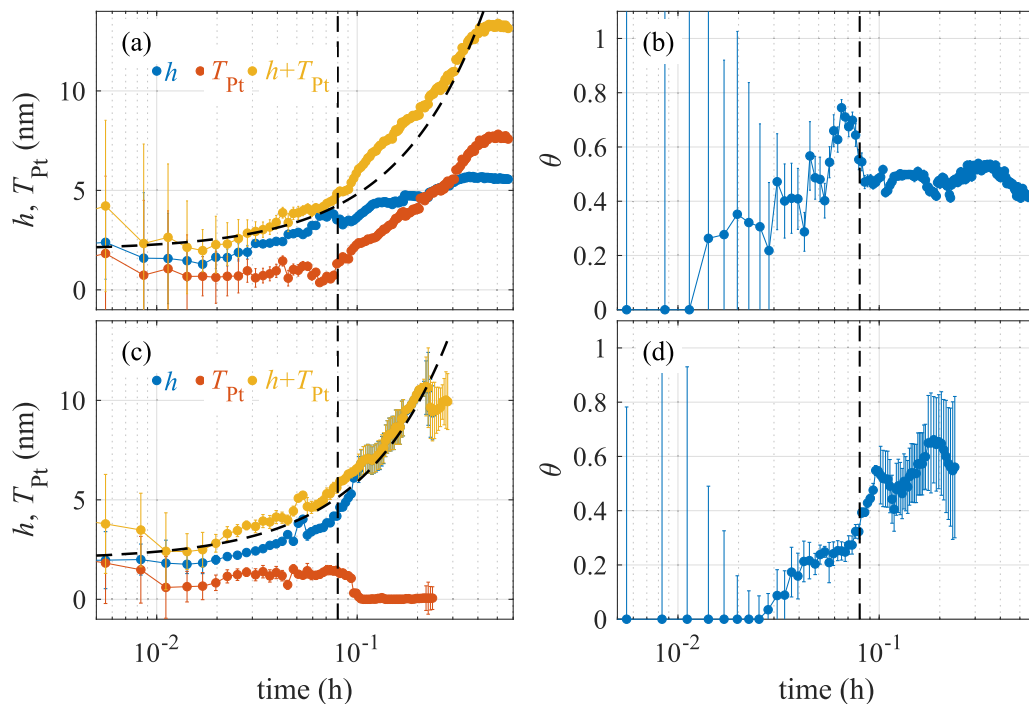 (a)
h T_Pt h+T_Pt
h, T_Pt (nm)
10
5
0
(b)
θ
1
0.8
0.6
0.4
0.2
0
(c)
h T_Pt h+T_Pt
h, T_Pt (nm)
10
5
0
10^-2 10^-1
time (h)
(d)
θ
1
0.8
0.6
0.4
0.2
0
10^-2 10^-1
time (h)